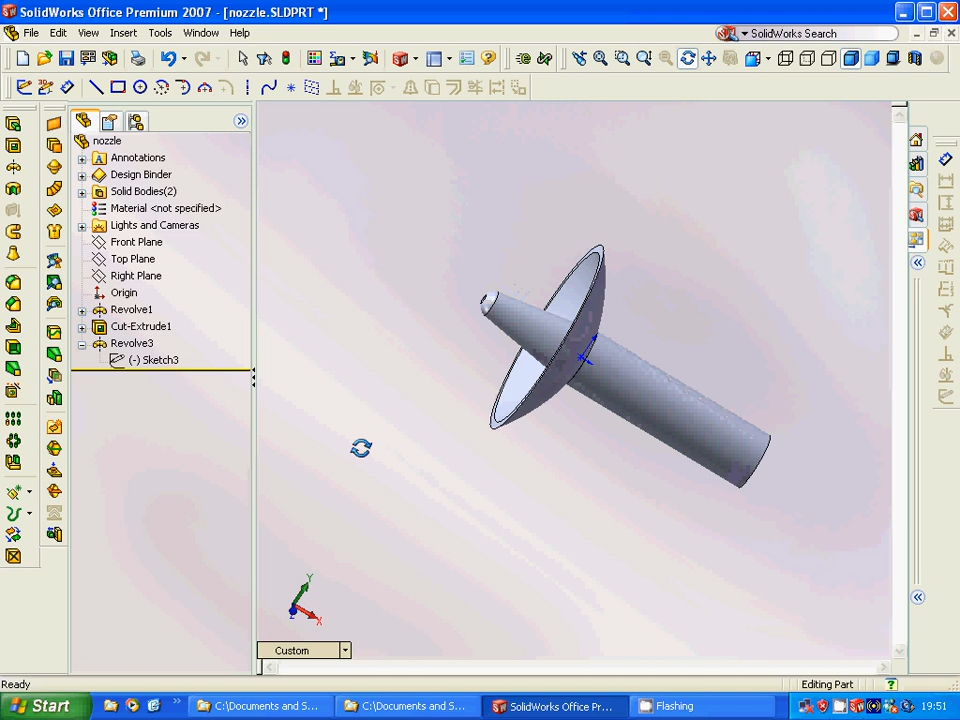 SolidWorks Office Premium 2007 - [nozzle.SLDPRT *]
File Edit View Insert Tools Window Help
SolidWorks Search
nozzle
A Annotations
Design Binder
Solid Bodies(2)
Material <not specified>
Lights and Cameras
Front Plane
Top Plane
Right Plane
Origin
Revolve1
Cut-Extrude1
Revolve3
(-) Sketch3
Y
X
Z
Custom
Ready
Editing Part
Start
C:\Documents and S...
C:\Documents and S...
SolidWorks Office Pr...
Flashing
19:51